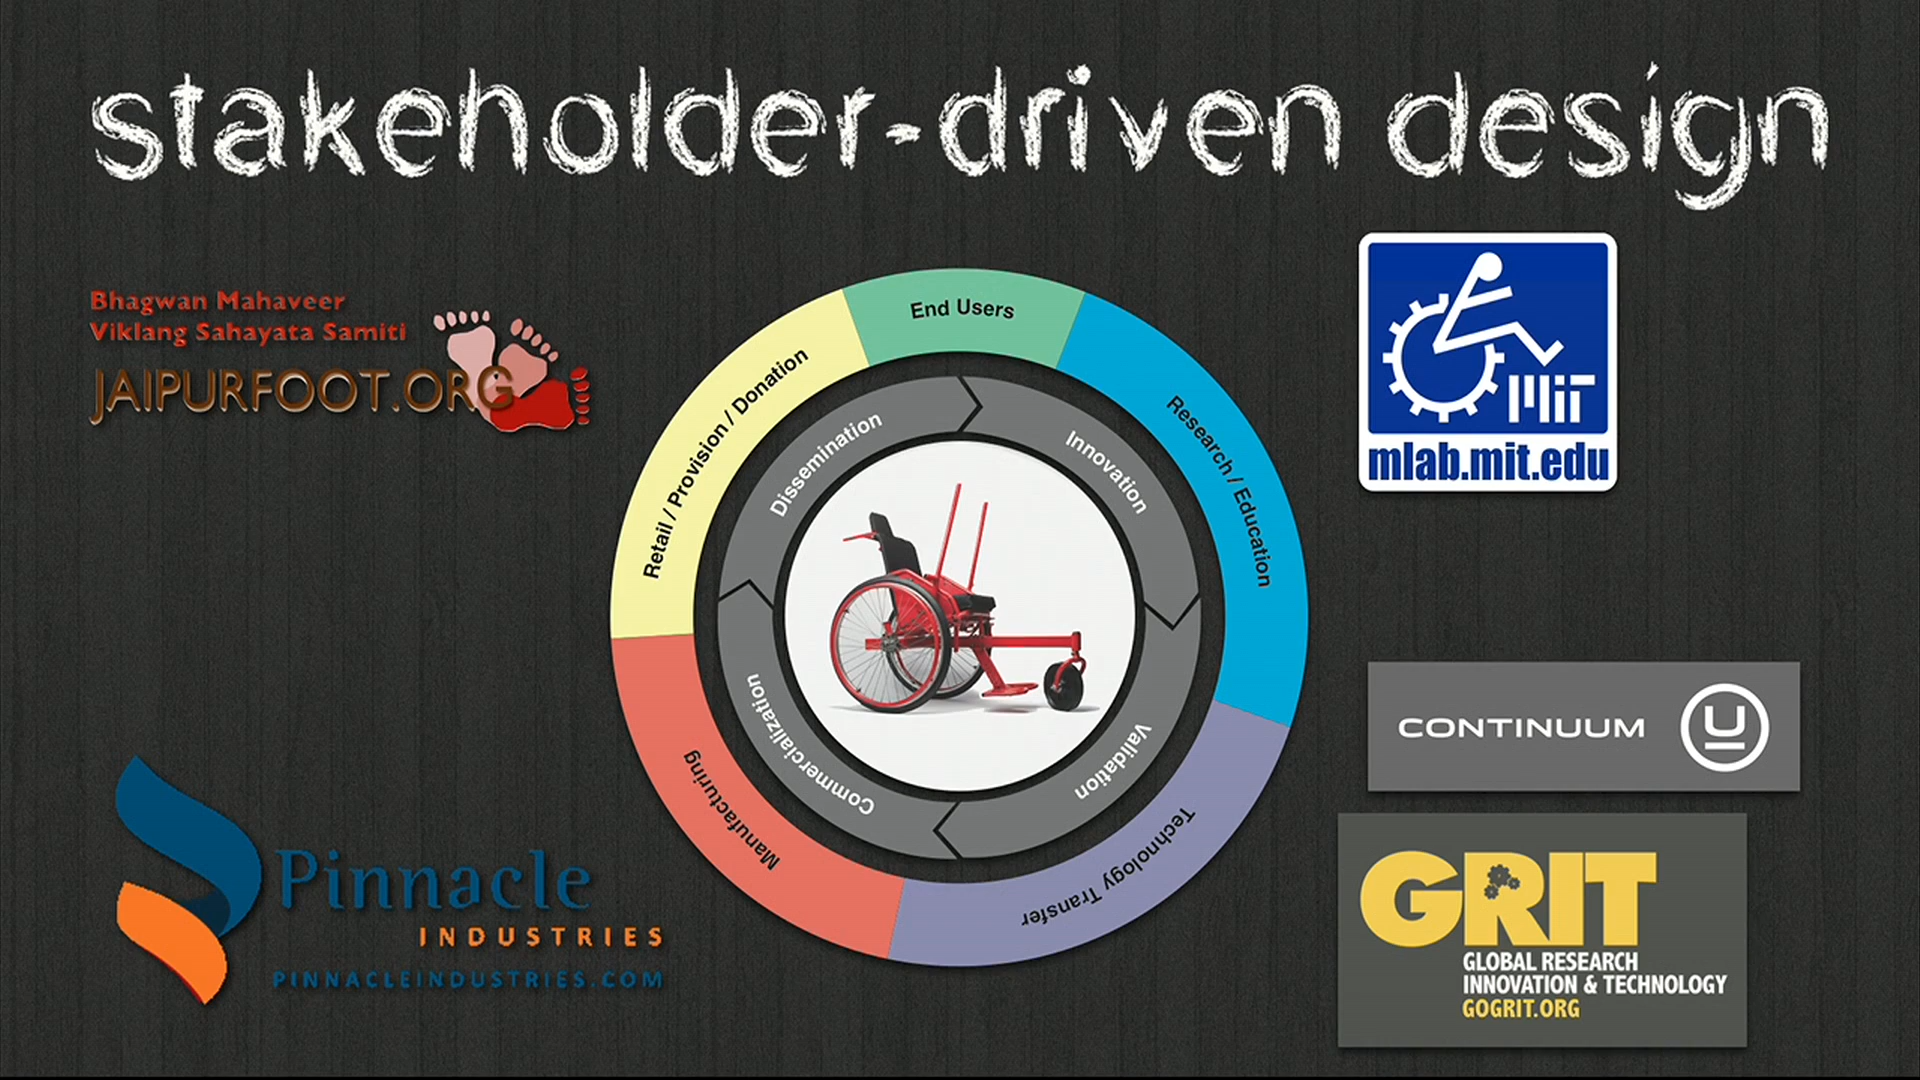 stakeholder-driven design
Bhagwan Mahaveer
Viklang Sahayata Samiti
JAIPURFOOT.ORG
End Users
Research / Education
Technology Transfer
Manufacturing
Retail / Provision / Donation
Innovation
Validation
Commercialization
Dissemination
MIT
mlab.mit.edu
CONTINUUM
GRIT
GLOBAL RESEARCH
INNOVATION & TECHNOLOGY
GOGRIT.ORG
Pinnacle
INDUSTRIES
PINNACLEINDUSTRIES.COM